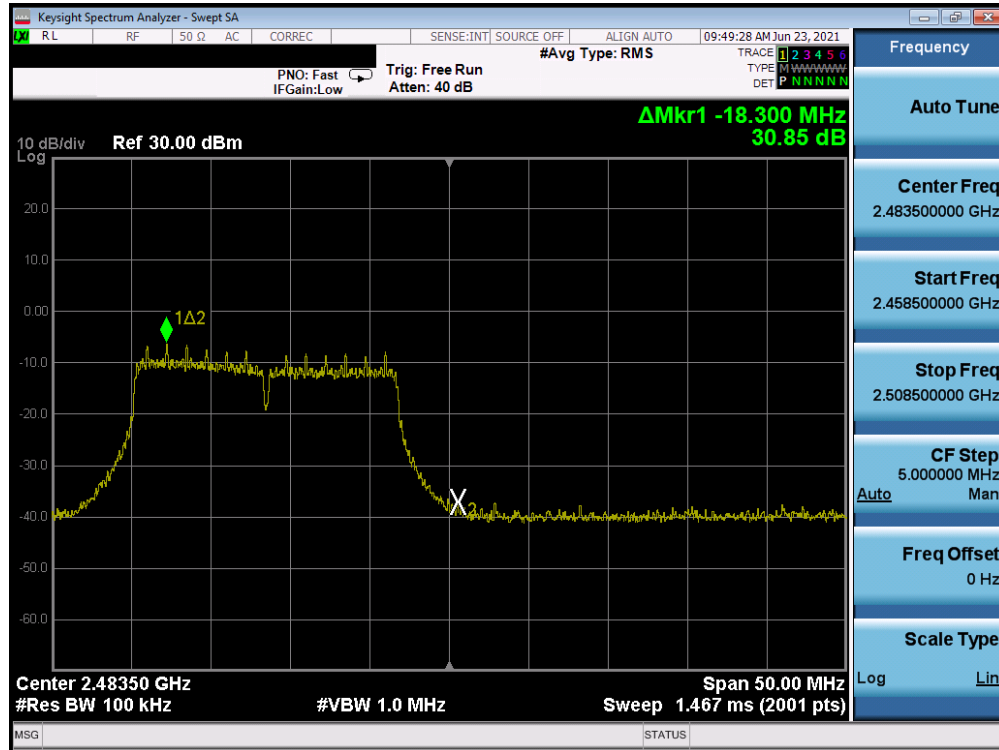 Keysight Spectrum Analyzer - Swept SA
LXI RL RF 50 Ω AC CORREC SENSE:INT SOURCE OFF ALIGN AUTO 09:49:28 AM Jun 23, 2021
#Avg Type: RMS
TRACE 1 2 3 4 5 6
TYPE M WWWWW
DET P N N N N N
PNO: Fast
IFGain:Low
Trig: Free Run
Atten: 40 dB
ΔMkr1 -18.300 MHz
30.85 dB
10 dB/div Ref 30.00 dBm
Log
20.0
10.0
0.00
-10.0
-20.0
-30.0
-40.0
-50.0
-60.0
1Δ2
X2
Center 2.48350 GHz
#Res BW 100 kHz
#VBW 1.0 MHz
Span 50.00 MHz
Sweep 1.467 ms (2001 pts)
MSG
STATUS
Frequency
Auto Tune
Center Freq
2.483500000 GHz
Start Freq
2.458500000 GHz
Stop Freq
2.508500000 GHz
CF Step
5.000000 MHz
Auto Man
Freq Offset
0 Hz
Scale Type
Log Lin